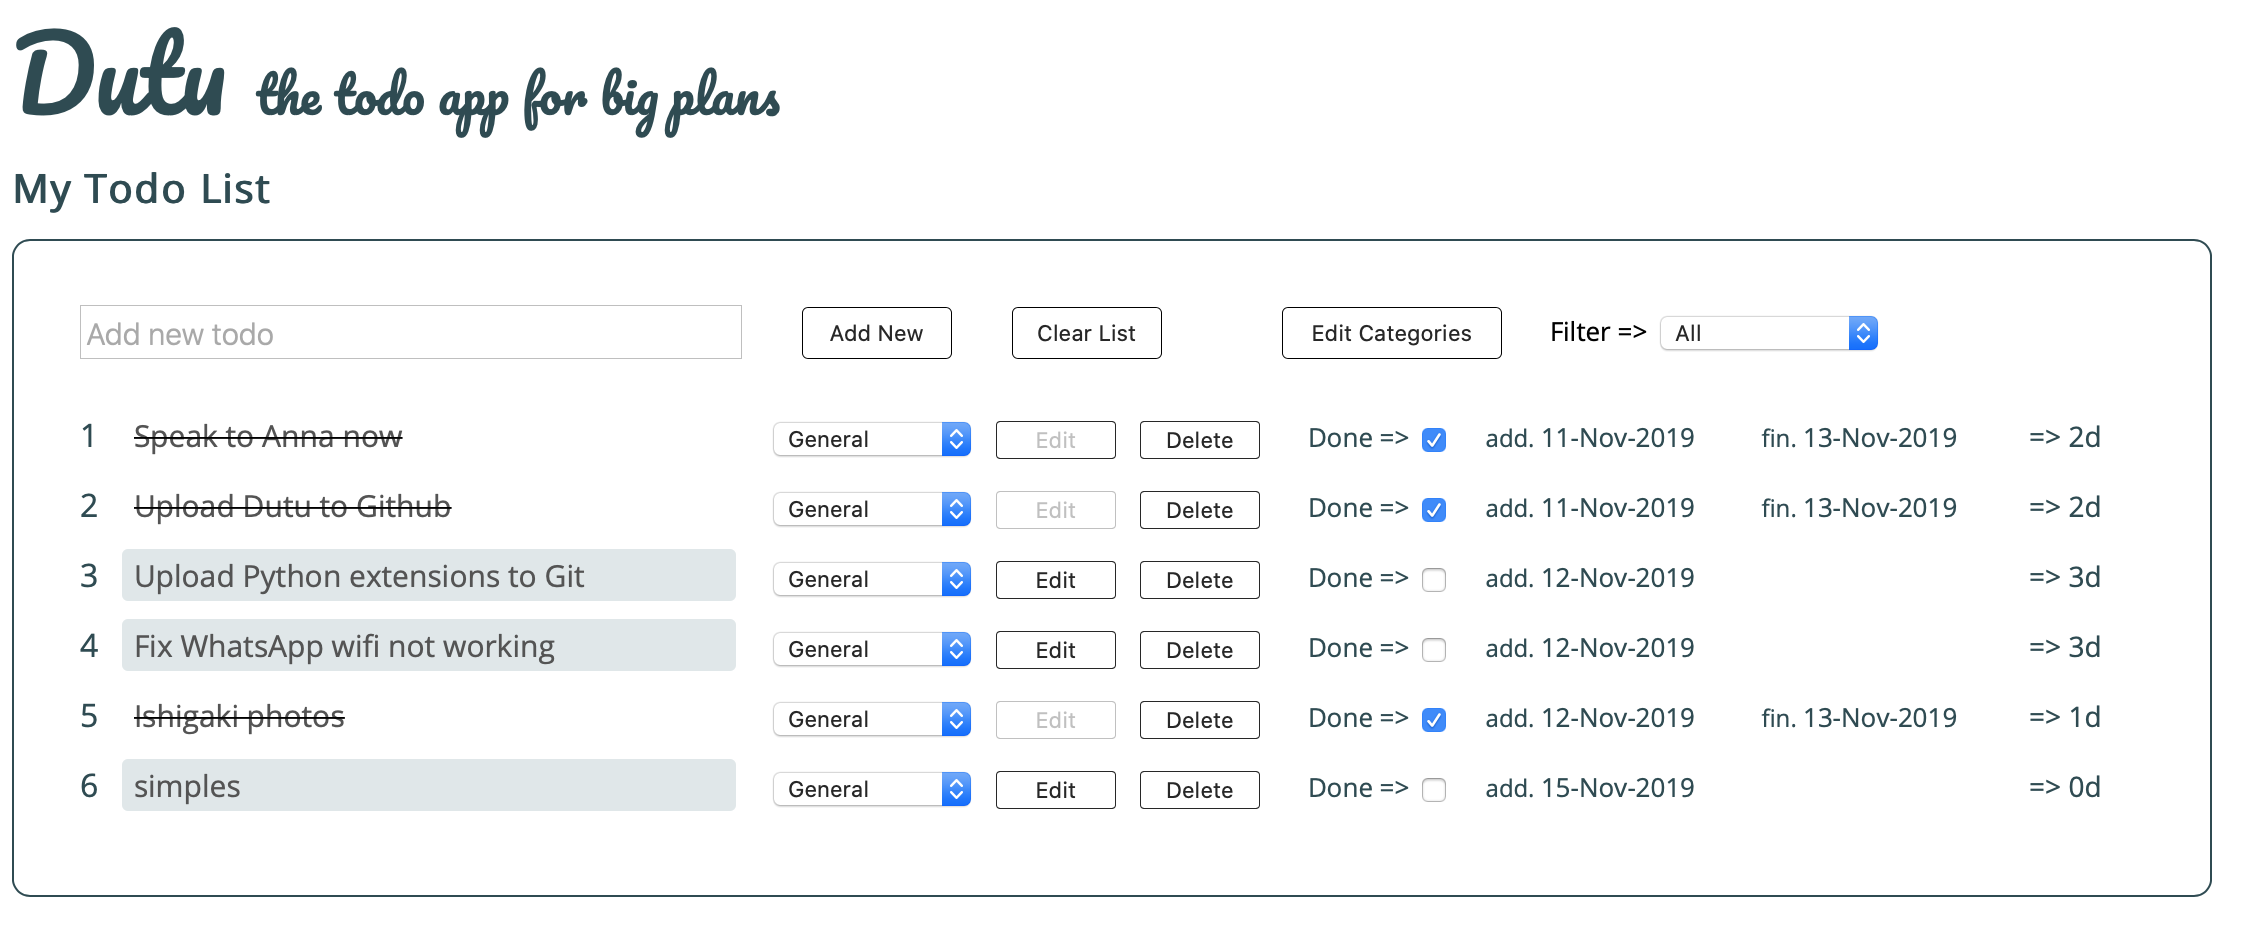 Dutu the todo app for big plans
My Todo List
Add new todo Add New Clear List Edit Categories Filter => All
1 Speak to Anna now General Edit Delete Done => add. 11-Nov-2019 fin. 13-Nov-2019 => 2d
2 Upload Dutu to Github General Edit Delete Done => add. 11-Nov-2019 fin. 13-Nov-2019 => 2d
3 Upload Python extensions to Git General Edit Delete Done => add. 12-Nov-2019 => 3d
4 Fix WhatsApp wifi not working General Edit Delete Done => add. 12-Nov-2019 => 3d
5 Ishigaki photos General Edit Delete Done => add. 12-Nov-2019 fin. 13-Nov-2019 => 1d
6 simples General Edit Delete Done => add. 15-Nov-2019 => 0d